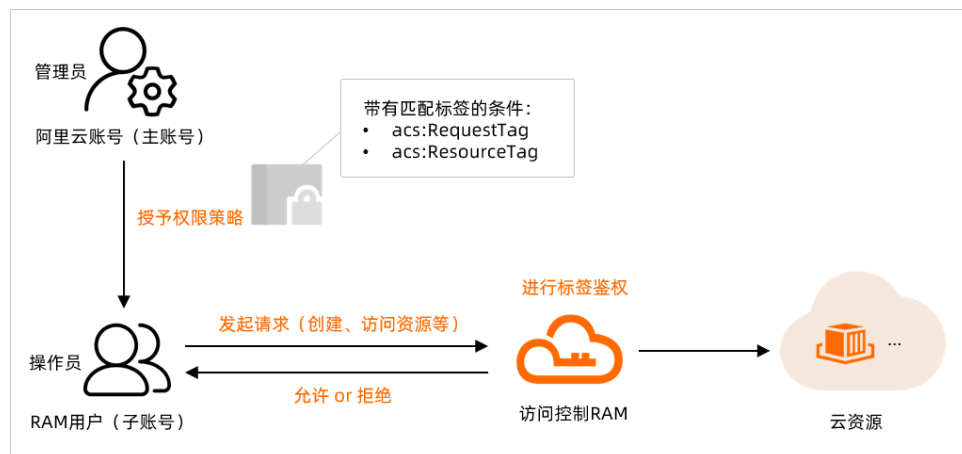 管理员
阿里云账号（主账号）
带有匹配标签的条件：
• acs:RequestTag
• acs:ResourceTag
授予权限策略
进行标签鉴权
发起请求（创建、访问资源等）
操作员
允许 or 拒绝
...
RAM用户（子账号）
访问控制RAM
云资源